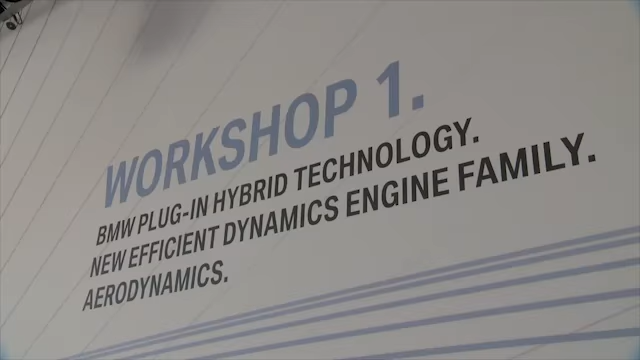 WORKSHOP 1.
BMW PLUG-IN HYBRID TECHNOLOGY.
NEW EFFICIENT DYNAMICS ENGINE FAMILY.
AERODYNAMICS.